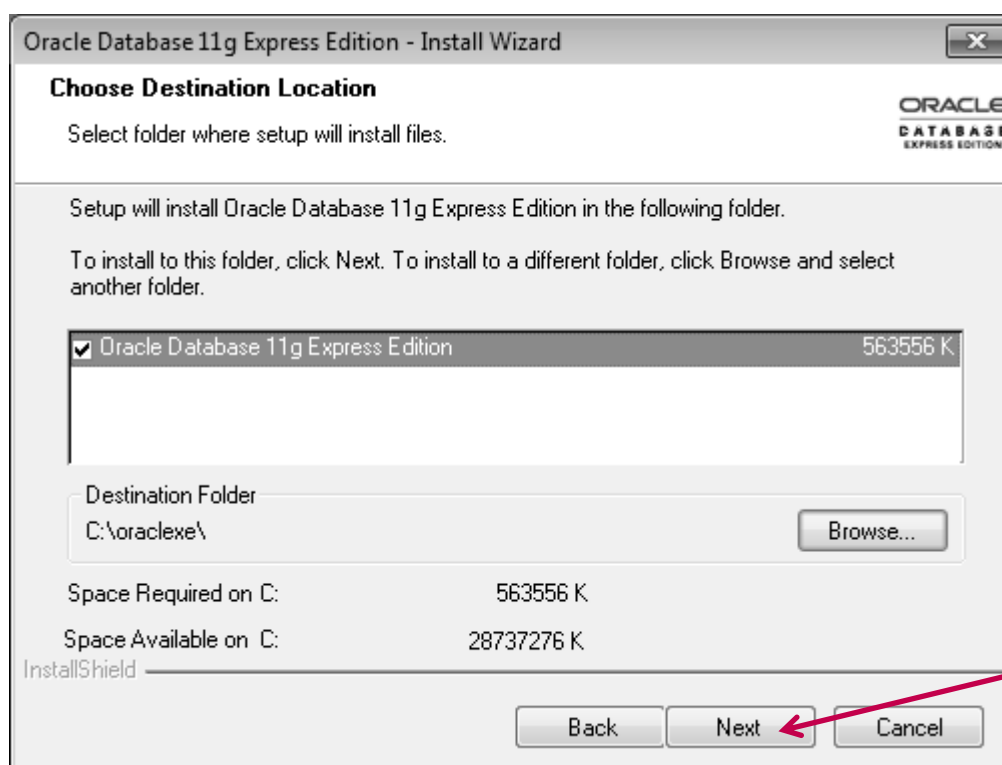 Oracle Database 11g Express Edition - Install Wizard
Choose Destination Location
Select folder where setup will install files.
ORACLE
DATABASE
EXPRESS EDITION
Setup will install Oracle Database 11g Express Edition in the following folder.
To install to this folder, click Next. To install to a different folder, click Browse and select
another folder.
Oracle Database 11g Express Edition 563556 K
Destination Folder
C:\oraclexe\
Browse...
Space Required on C: 563556 K
Space Available on C: 28737276 K
InstallShield
Back Next Cancel